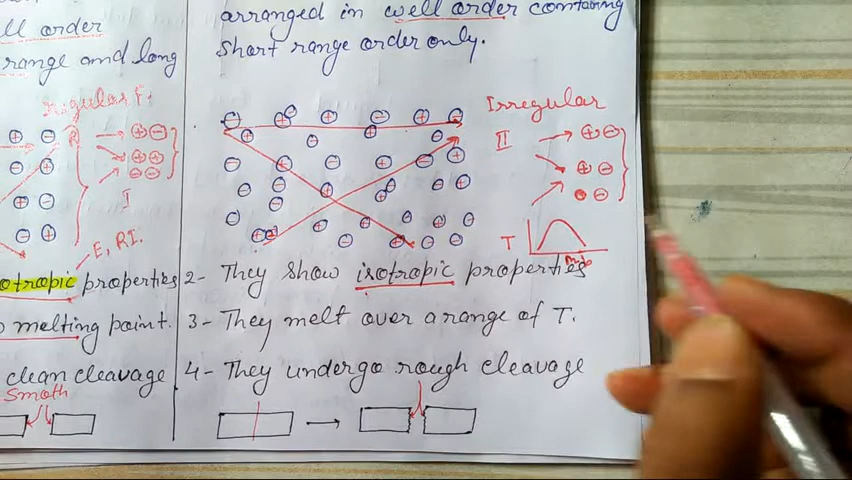 ll order
range and long
Regular F.
R
I
E, RI.
otropic properties
melting point.
clean cleavage
Smoth
arranged in well order containing
Short range order only.
Irregular
II
T
2- They show isotropic properties
3- They melt over a range of T.
4- They undergo rough cleavage